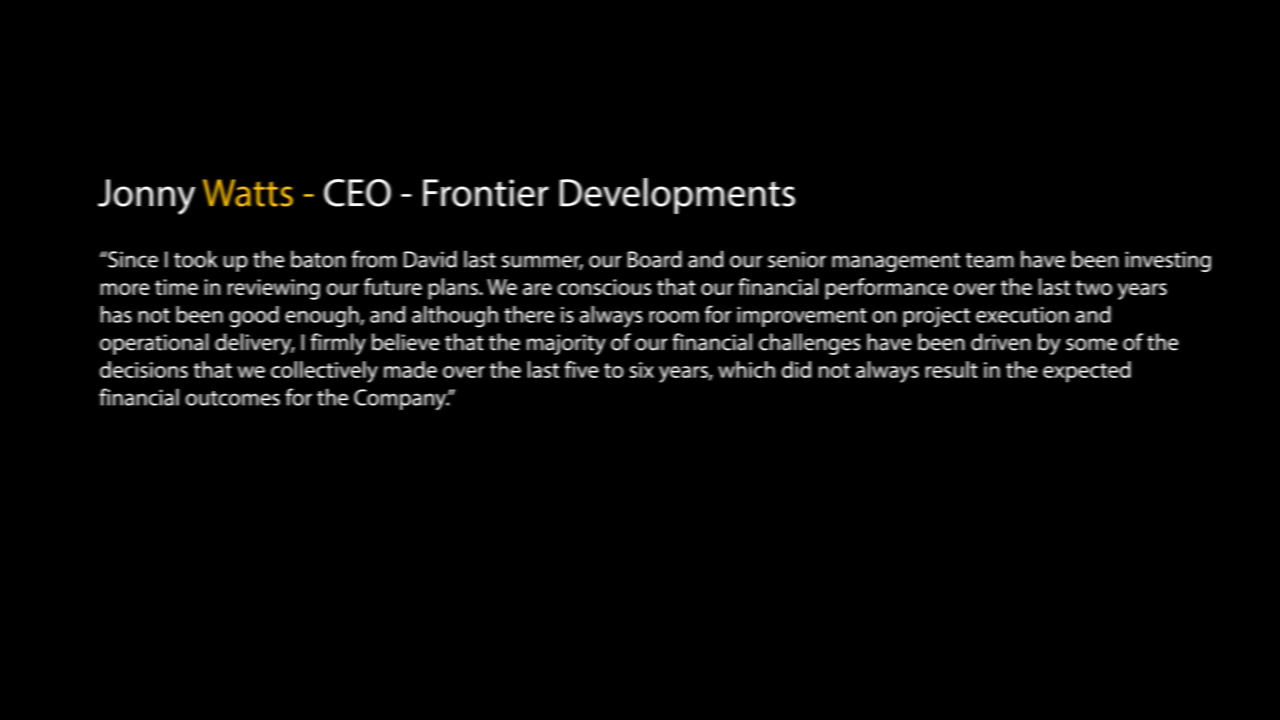 Jonny Watts - CEO - Frontier Developments
“Since I took up the baton from David last summer, our Board and our senior management team have been investing
more time in reviewing our future plans. We are conscious that our financial performance over the last two years
has not been good enough, and although there is always room for improvement on project execution and
operational delivery, I firmly believe that the majority of our financial challenges have been driven by some of the
decisions that we collectively made over the last five to six years, which did not always result in the expected
financial outcomes for the Company.”